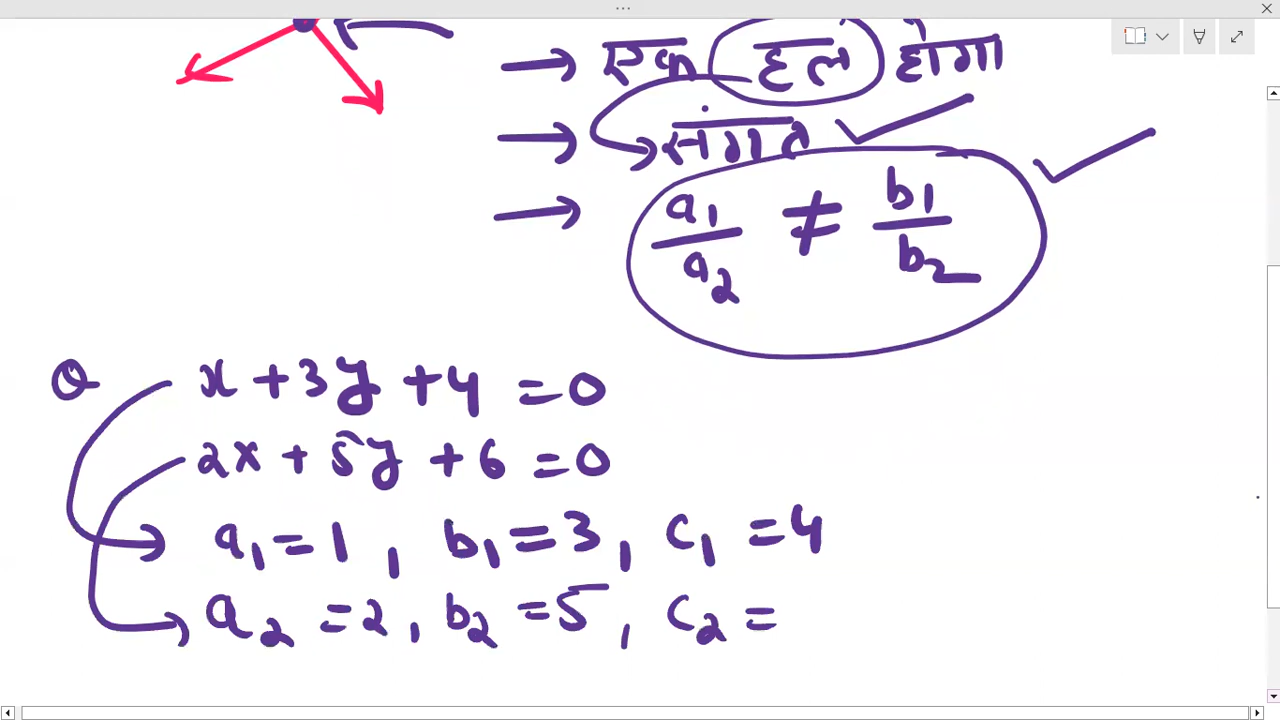 → एक हल होगा
→ संगत ✓
→ a₁/a₂ ≠ b₁/b₂ ✓
Q x + 3y + 4 = 0
2x + 5y + 6 = 0
a₁ = 1, b₁ = 3, c₁ = 4
a₂ = 2, b₂ = 5, c₂ =